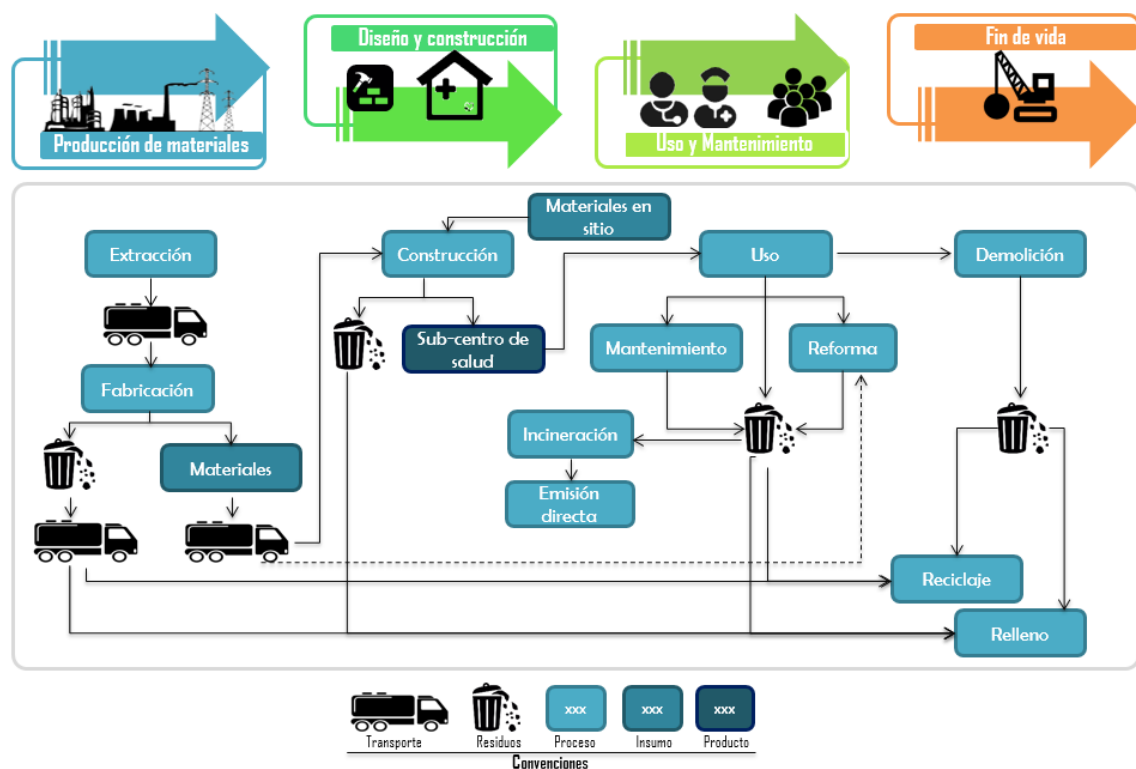 Producción de materiales
Diseño y construcción
Uso y Mantenimiento
Fin de vida
Materiales en
sitio
Extracción
Construcción
Uso
Demolición
Sub-centro de
salud
Mantenimiento
Reforma
Fabricación
Incineración
Materiales
Emisión
directa
Reciclaje
Relleno
xxx
xxx
xxx
Transporte
Residuos
Proceso
Insumo
Producto
Convenciones